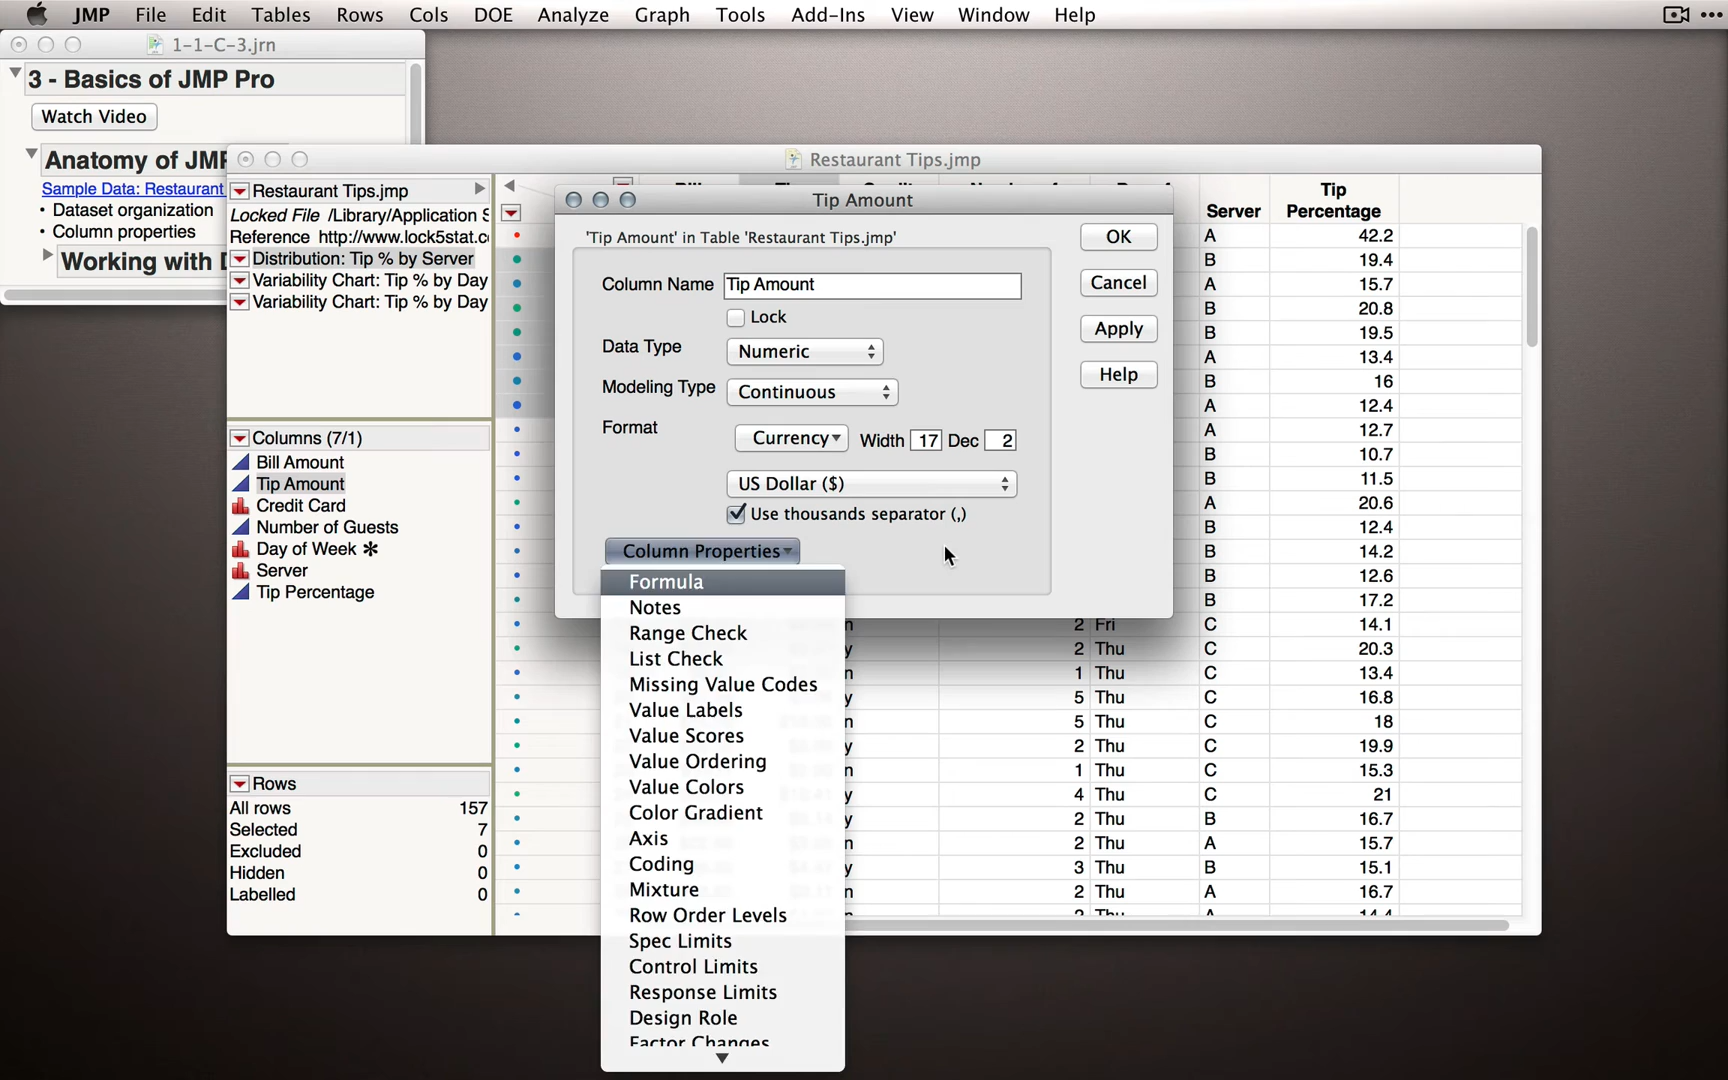 JMP File Edit Tables Rows Cols DOE Analyze Graph Tools Add-Ins View Window Help
1-1-C-3.jrn
3 - Basics of JMP Pro
Watch Video
Anatomy of JMP
Sample Data: Restaurant
• Dataset organization
• Column properties
Working with
Restaurant Tips.jmp
Restaurant Tips.jmp
Locked File /Library/Application
Reference http://www.lock5stat.c
Distribution: Tip % by Server
Variability Chart: Tip % by Day
Variability Chart: Tip % by Day
Columns (7/1)
Bill Amount
Tip Amount
Credit Card
Number of Guests
Day of Week ✻
Server
Tip Percentage
Rows
All rows 157
Selected 7
Excluded 0
Hidden 0
Labelled 0
Tip Amount
'Tip Amount' in Table 'Restaurant Tips.jmp'
Column Name Tip Amount
Lock
Data Type Numeric
Modeling Type Continuous
Format Currency Width 17 Dec 2
US Dollar ($)
Use thousands separator (,)
Column Properties
OK
Cancel
Apply
Help
Formula
Notes
Range Check
List Check
Missing Value Codes
Value Labels
Value Scores
Value Ordering
Value Colors
Color Gradient
Axis
Coding
Mixture
Row Order Levels
Spec Limits
Control Limits
Response Limits
Design Role
Factor Changes
Server Tip Percentage
A 42.2
B 19.4
A 15.7
B 20.8
B 19.5
A 13.4
B 16
A 12.4
A 12.7
B 10.7
B 11.5
A 20.6
B 12.4
B 14.2
B 12.6
B 17.2
n 2 Fri C 14.1
y 2 Thu C 20.3
n 1 Thu C 13.4
y 5 Thu C 16.8
n 5 Thu C 18
y 2 Thu C 19.9
n 1 Thu C 15.3
y 4 Thu C 21
y 2 Thu B 16.7
n 2 Thu A 15.7
y 3 Thu B 15.1
n 2 Thu A 16.7
2 Thu A 14.4